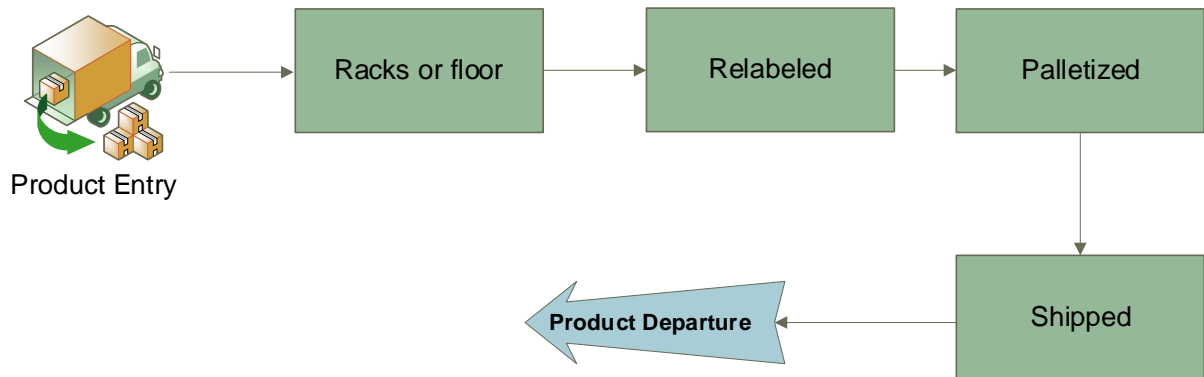 Racks or floor
Relabeled
Palletized
Product Entry
Product Departure
Shipped